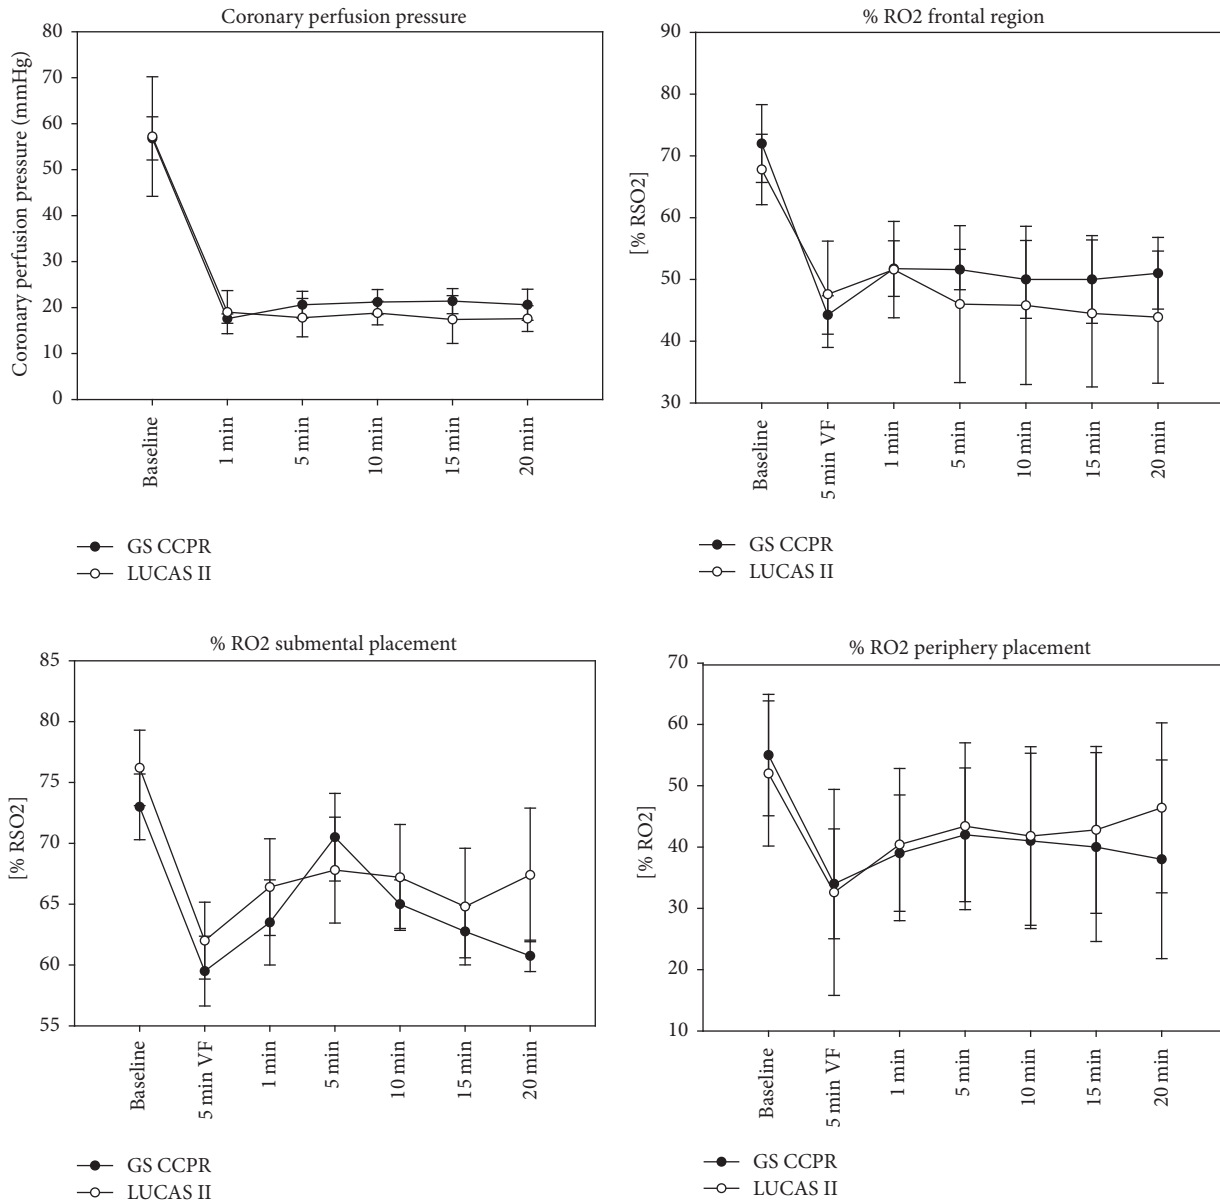 Coronary perfusion pressure
Coronary perfusion pressure (mmHg)
80
70
60
50
40
30
20
10
0
Baseline
1 min
5 min
10 min
15 min
20 min
GS CCPR
LUCAS II
% RO2 frontal region
[% RSO2]
90
80
70
60
50
40
30
Baseline
5 min VF
1 min
5 min
10 min
15 min
20 min
GS CCPR
LUCAS II
% RO2 submental placement
[% RSO2]
85
80
75
70
65
60
55
Baseline
5 min VF
1 min
5 min
10 min
15 min
20 min
GS CCPR
LUCAS II
% RO2 periphery placement
[% RO2]
70
60
50
40
30
20
10
Baseline
5 min VF
1 min
5 min
10 min
15 min
20 min
GS CCPR
LUCAS II